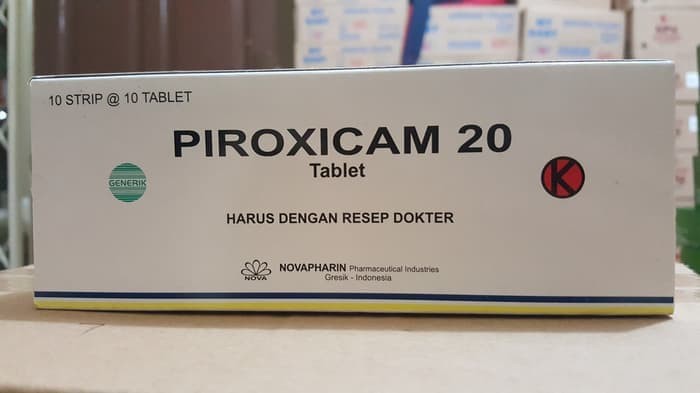 10 STRIP @ 10 TABLET
PIROXICAM 20
Tablet
GENERIK
K
HARUS DENGAN RESEP DOKTER
NOVA
NOVAPHARIN Pharmaceutical Industries
Gresik - Indonesia